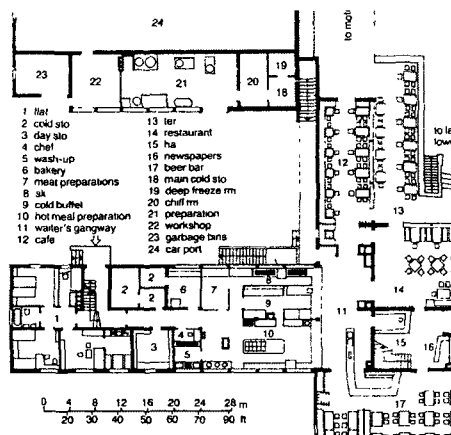 24
to mot
23
22
21
20
19
18
1 flat
2 cold sto
3 day sto
4 chef
5 wash-up
6 bakery
7 meat preparations
8 sk
9 cold buffet
10 hot meal preparation
11 waiter's gangway
12 cafe
13 ter
14 restaurant
15 ha
16 newspapers
17 beer bar
18 main cold sto
19 deep freeze rm
20 chill rm
21 preparation
22 workshop
23 garbage bins
24 car port
12
to la
lowe
13
14
1
2
2
2
6
7
8
9
10
3
4
5
11
15
16
17
0 4 8 12 16 20 24 28 m
10 20 30 40 50 60 70 80 90 ft